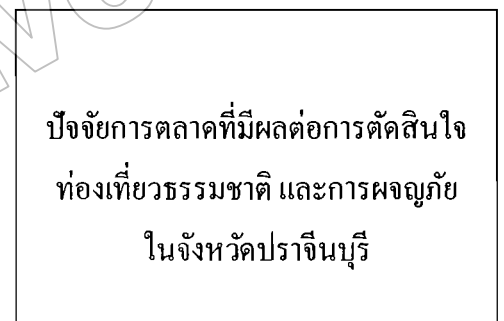 ปัจจัยการตลาดที่มีผลต่อการตัดสินใจ
ท่องเที่ยวธรรมชาติ และการผจญภัย
ในจังหวัดปราจีนบุรี